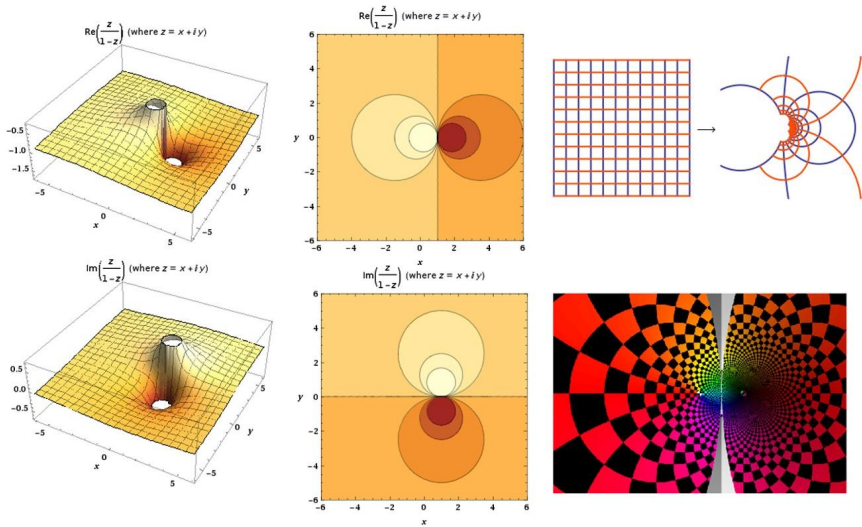 Re(z/(1-z)) (where z = x + i y)
-0.5
-1.0
-1.5
-5
0
5
x
-5
0
5
y
Re(z/(1-z)) (where z = x + i y)
6
4
2
y 0
-2
-4
-6
-6 -4 -2 0 2 4 6
x
→
Im(z/(1-z)) (where z = x + i y)
0.5
0.0
-0.5
-5
0
5
x
-5
0
5
y
Im(z/(1-z)) (where z = x + i y)
6
4
2
y 0
-2
-4
-6
-6 -4 -2 0 2 4 6
x